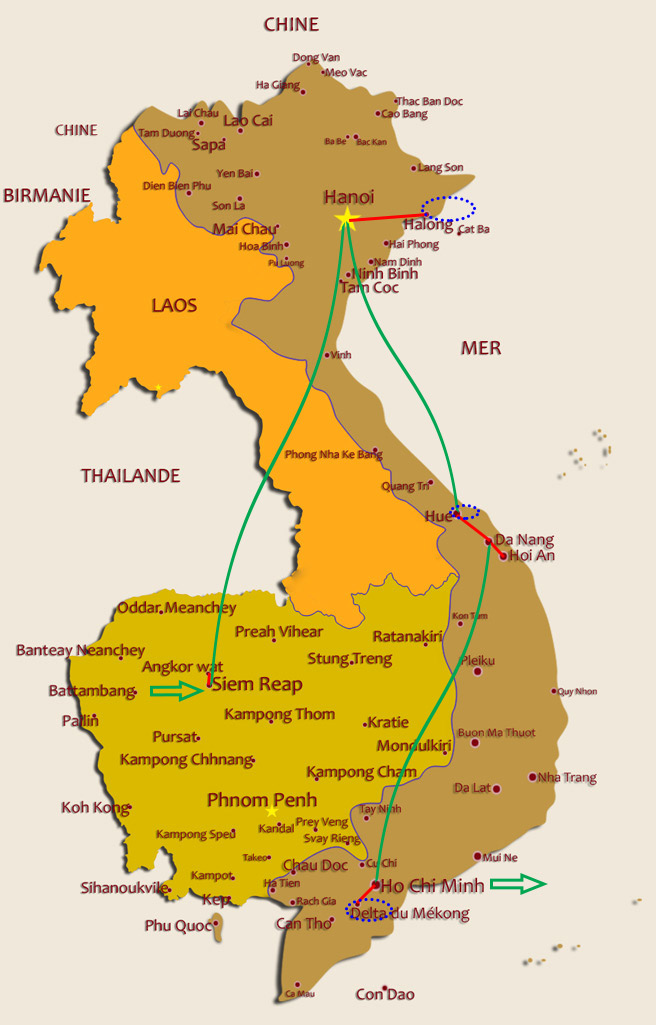 CHINE
Dong Van
Meo Vac
Ha Giang
Thac Ban Doc
Cao Bang
Lai Chau
Lao Cai
CHINE
Tam Duong
Sapa
Ba Be
Bac Kan
Lang Son
Yen Bai
BIRMANIE
Dien Bien Phu
Son La
Hanoi
Mai Chau
Halong
Cat Ba
Hoa Binh
Hai Phong
Pu Luong
Nam Dinh
Ninh Binh
Tam Coc
LAOS
MER
Vinh
Phong Nha Ke Bang
THAILANDE
Quang Tri
Hue
Da Nang
Hoi An
Oddar Meanchey
Kon Tum
Preah Vihear
Ratanakiri
Banteay Neanchey
Angkor wat
Stung Treng
Pleiku
Siem Reap
Battambang
Quy Nhon
Kampong Thom
Pailin
Kratie
Pursat
Buon Ma Thuot
Mondulkiri
Kampong Chhnang
Kampong Cham
Nha Trang
Da Lat
Phnom Penh
Koh Kong
Tay Ninh
Prey Veng
Kandal
Kampong Speu
Svay Rieng
Takeo
Mui Ne
Chau Doc
Cu Chi
Kampot
Ha Tien
Ho Chi Minh
Sihanoukvile
Kep
Rach Gia
Delta du Mékong
Phu Quoc
Can Tho
Ca Mau
Con Dao